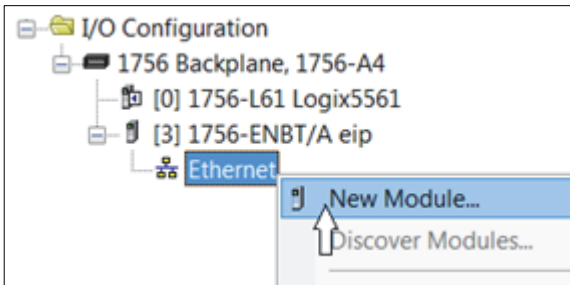 I/O Configuration
1756 Backplane, 1756-A4
[0] 1756-L61 Logix5561
[3] 1756-ENBT/A eip
Ethernet
New Module...
Discover Modules...